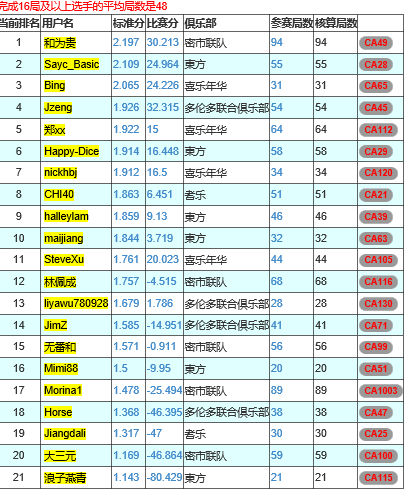 完成16局及以上选手的平均局数是48
当前排名 用户名 标准分 比赛分 俱乐部 参赛局数 核算局数
1 和为贵 2.197 30.213 密市联队 94 94 CA49
2 Sayc_Basic 2.109 24.964 東方 55 55 CA28
3 Bing 2.065 24.226 喜乐年华 31 31 CA65
4 Jzeng 1.926 32.315 多伦多联合俱乐部 54 54 CA45
5 郑xx 1.922 15 喜乐年华 64 64 CA112
6 Happy-Dice 1.914 16.448 東方 58 58 CA29
7 nickhbj 1.912 16.5 喜乐年华 34 34 CA120
8 CHI40 1.863 6.451 耆乐 51 51 CA21
9 halleylam 1.859 9.13 東方 46 46 CA39
10 maijiang 1.844 3.719 東方 32 32 CA63
11 SteveXu 1.761 20.023 喜乐年华 44 44 CA105
12 林佩成 1.757 -4.515 密市联队 68 68 CA116
13 liyawu780928 1.679 1.786 多伦多联合俱乐部 28 28 CA130
14 JimZ 1.585 -14.951 多伦多联合俱乐部 41 41 CA71
15 无番和 1.571 -0.911 密市联队 56 56 CA99
16 Mimi88 1.5 -9.95 東方 20 20 CA51
17 Morina1 1.478 -25.494 密市联队 89 89 CA1003
18 Horse 1.368 -46.395 多伦多联合俱乐部 38 38 CA47
19 Jiangdali 1.317 -47 耆乐 30 30 CA25
20 大三元 1.169 -46.864 密市联队 59 59 CA100
21 浪子燕青 1.143 -80.429 東方 21 21 CA115